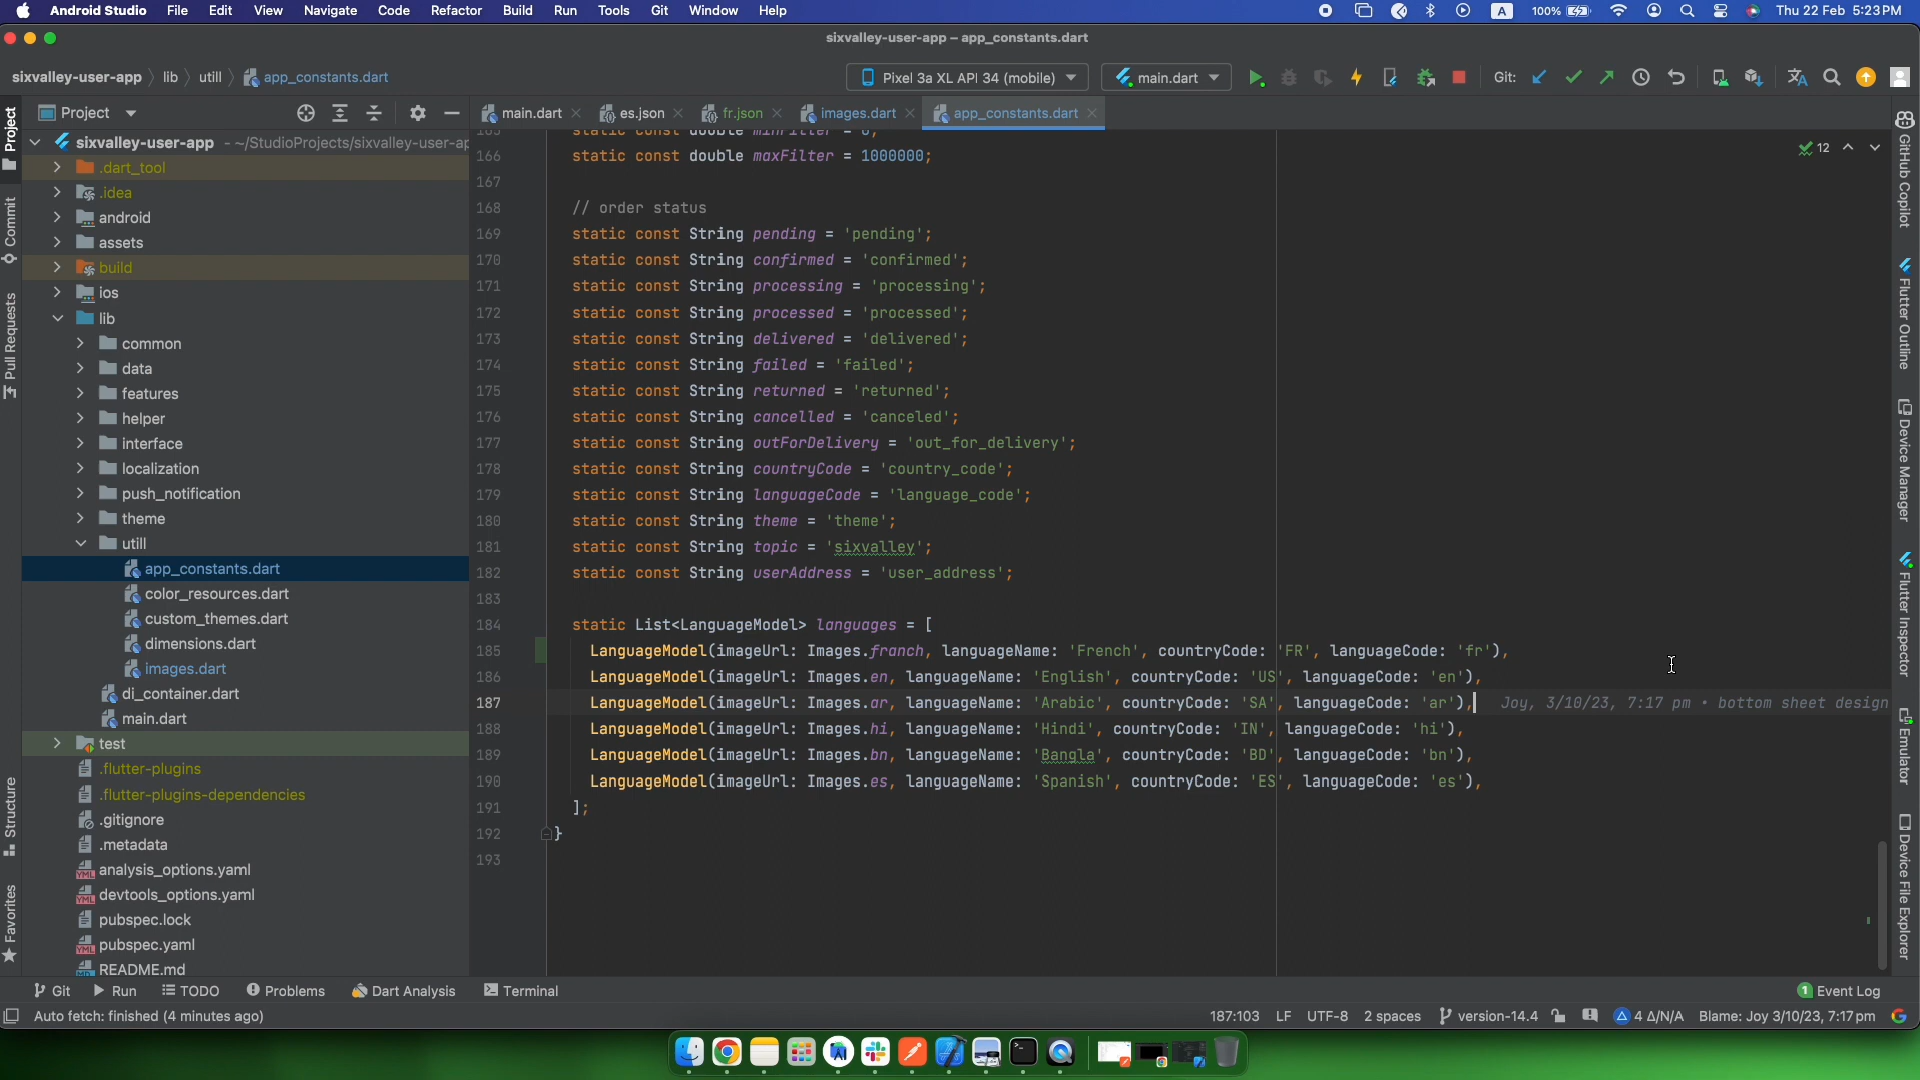 Android Studio File Edit View Navigate Code Refactor Build Run Tools Git Window Help A 100% Thu 22 Feb 5:23 PM
sixvalley-user-app – app_constants.dart
sixvalley-user-app lib utill app_constants.dart Pixel 3a XL API 34 (mobile) main.dart Git:
Project main.dart es.json fr.json images.dart app_constants.dart
sixvalley-user-app - ~/StudioProjects/sixvalley-user-ap
.dart_tool
.idea
android
assets
build
ios
lib
common
data
features
helper
interface
localization
push_notification
theme
utill
app_constants.dart
color_resources.dart
custom_themes.dart
dimensions.dart
images.dart
di_container.dart
main.dart
test
.flutter-plugins
.flutter-plugins-dependencies
.gitignore
.metadata
analysis_options.yaml
devtools_options.yaml
pubspec.lock
pubspec.yaml
README.md
Project
Commit
Pull Requests
Structure
Favorites
165 static const double minFilter = 0;
166 static const double maxFilter = 1000000;
167
168 // order status
169 static const String pending = 'pending';
170 static const String confirmed = 'confirmed';
171 static const String processing = 'processing';
172 static const String processed = 'processed';
173 static const String delivered = 'delivered';
174 static const String failed = 'failed';
175 static const String returned = 'returned';
176 static const String cancelled = 'canceled';
177 static const String outForDelivery = 'out_for_delivery';
178 static const String countryCode = 'country_code';
179 static const String languageCode = 'language_code';
180 static const String theme = 'theme';
181 static const String topic = 'sixvalley';
182 static const String userAddress = 'user_address';
183
184 static List<LanguageModel> languages = [
185 LanguageModel(imageUrl: Images.franch, languageName: 'French', countryCode: 'FR', languageCode: 'fr'),
186 LanguageModel(imageUrl: Images.en, languageName: 'English', countryCode: 'US', languageCode: 'en'),
187 LanguageModel(imageUrl: Images.ar, languageName: 'Arabic', countryCode: 'SA', languageCode: 'ar'), Joy, 3/10/23, 7:17 pm • bottom sheet design
188 LanguageModel(imageUrl: Images.hi, languageName: 'Hindi', countryCode: 'IN', languageCode: 'hi'),
189 LanguageModel(imageUrl: Images.bn, languageName: 'Bangla', countryCode: 'BD', languageCode: 'bn'),
190 LanguageModel(imageUrl: Images.es, languageName: 'Spanish', countryCode: 'ES', languageCode: 'es'),
191 ];
192 }
193
12
GitHub Copilot
Flutter Outline
Device Manager
Flutter Inspector
Emulator
Device File Explorer
Git Run TODO Problems Dart Analysis Terminal 1 Event Log
Auto fetch: finished (4 minutes ago) 187:103 LF UTF-8 2 spaces version-14.4 4 Δ/N/A Blame: Joy 3/10/23, 7:17 pm